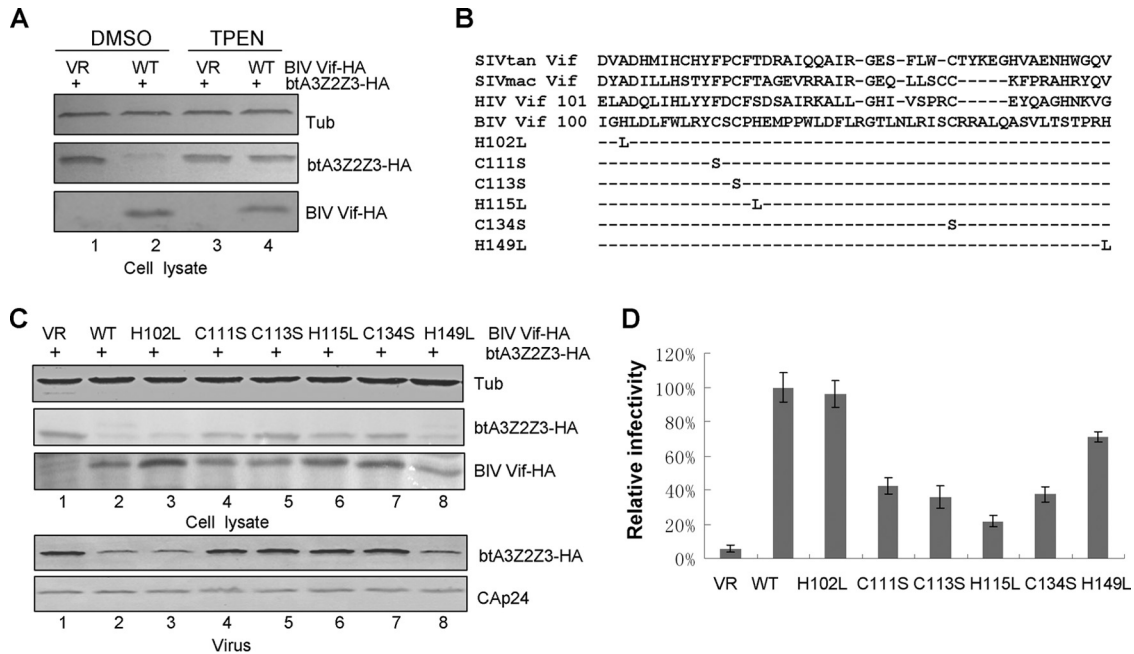 A
DMSO TPEN
VR WT VR WT BIV Vif-HA
+ + + + btA3Z2Z3-HA
Tub
btA3Z2Z3-HA
BIV Vif-HA
1 2 3 4
Cell lysate
B
SIVtan Vif DVADHMIHCHYFPCFTDRAIQQAIR-GES-FLW-CTYKEGHVAENHWGQV
SIVmac Vif DYADILLHSTYFPCFTAGEVRRAIR-GEQ-LLSCC-----KFPRAHRYQV
HIV Vif 101 ELADQLIHLYYFDCFSDSAIRKALL-GHI-VSPRC-----EYQAGHNKVG
BIV Vif 100 IGHLDLFWLRYCSCPHEMPPWLDFLRGTLNLRISCRRALQASVLTSTPRH
H102L --L-----------------------------------------------
C111S -----------S--------------------------------------
C113S -------------S------------------------------------
H115L ---------------L----------------------------------
C134S ----------------------------------S---------------
H149L -------------------------------------------------L
C
VR WT H102L C111S C113S H115L C134S H149L BIV Vif-HA
+ + + + + + + + btA3Z2Z3-HA
Tub
btA3Z2Z3-HA
BIV Vif-HA
1 2 3 4 5 6 7 8
Cell lysate
btA3Z2Z3-HA
CAp24
1 2 3 4 5 6 7 8
Virus
D
Relative infectivity
120%
100%
80%
60%
40%
20%
0%
VR WT H102L C111S C113S H115L C134S H149L